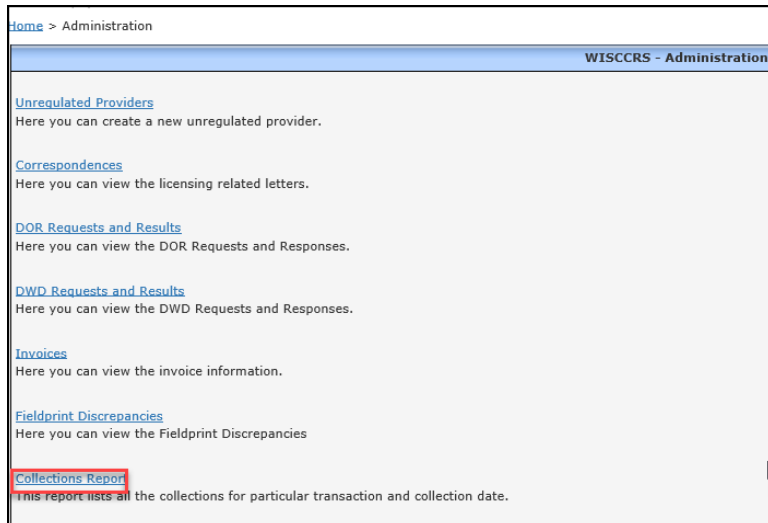 Home > Administration
WISCCRS - Administration
Unregulated Providers
Here you can create a new unregulated provider.
Correspondences
Here you can view the licensing related letters.
DOR Requests and Results
Here you can view the DOR Requests and Responses.
DWD Requests and Results
Here you can view the DWD Requests and Responses.
Invoices
Here you can view the invoice information.
Fieldprint Discrepancies
Here you can view the Fieldprint Discrepancies
Collections Report
This report lists all the collections for particular transaction and collection date.